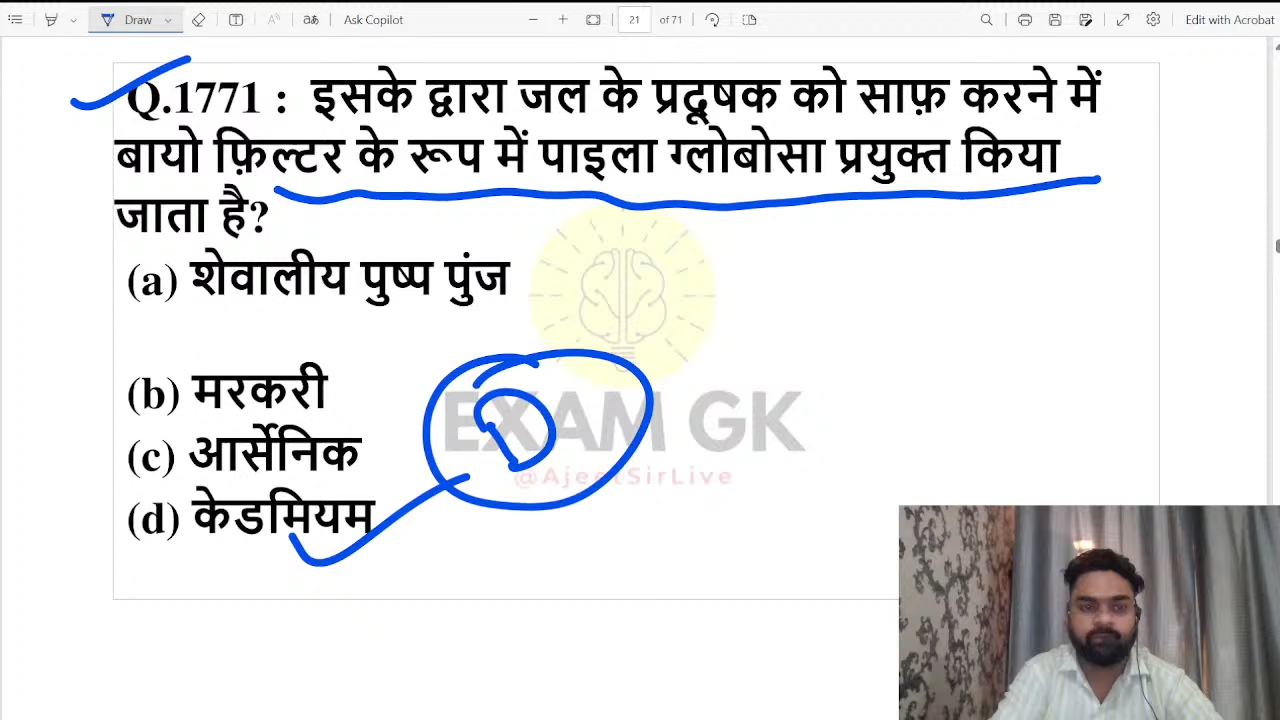 Draw
Ask Copilot
21 of 71
Edit with Acrobat
Q.1771 : इसके द्वारा जल के प्रदूषक को साफ़ करने में
बायो फ़िल्टर के रूप में पाइला ग्लोबोसा प्रयुक्त किया
जाता है?
(a) शेवालीय पुष्प पुंज
(b) मरकरी
(c) आर्सेनिक
(d) केडमियम
D
EXAM GK
@AjeetSirLive